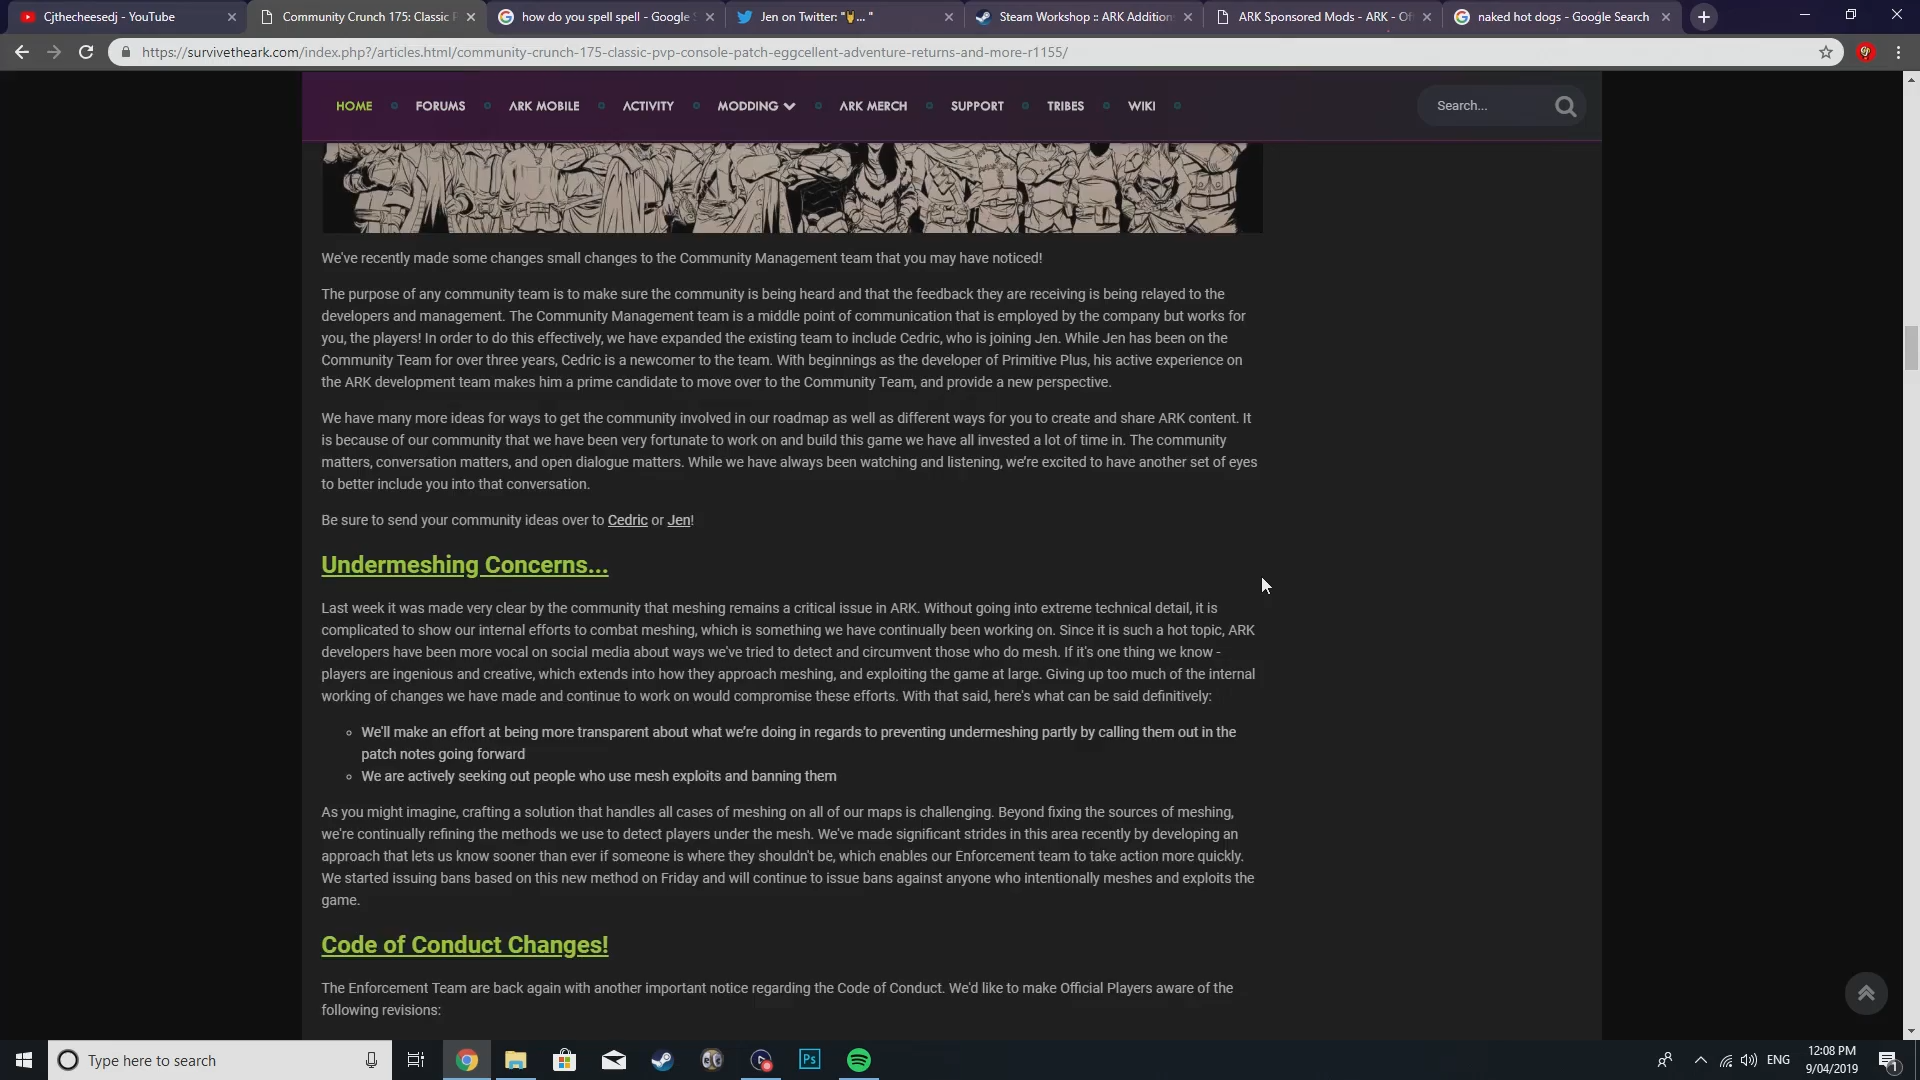 Cjthecheesedj - YouTube
Community Crunch 175: Classic P
how do you spell spell - Google S
Jen on Twitter: "
... "
Steam Workshop :: ARK Addition
ARK Sponsored Mods - ARK - Of
naked hot dogs - Google Search
https://survivetheark.com/index.php?/articles.html/community-crunch-175-classic-pvp-console-patch-eggcellent-adventure-returns-and-more-r1155/
HOME
FORUMS
ARK MOBILE
ACTIVITY
MODDING
ARK MERCH
SUPPORT
TRIBES
WIKI
Search...
We've recently made some changes small changes to the Community Management team that you may have noticed!
The purpose of any community team is to make sure the community is being heard and that the feedback they are receiving is being relayed to the
developers and management. The Community Management team is a middle point of communication that is employed by the company but works for
you, the players! In order to do this effectively, we have expanded the existing team to include Cedric, who is joining Jen. While Jen has been on the
Community Team for over three years, Cedric is a newcomer to the team. With beginnings as the developer of Primitive Plus, his active experience on
the ARK development team makes him a prime candidate to move over to the Community Team, and provide a new perspective.
We have many more ideas for ways to get the community involved in our roadmap as well as different ways for you to create and share ARK content. It
is because of our community that we have been very fortunate to work on and build this game we have all invested a lot of time in. The community
matters, conversation matters, and open dialogue matters. While we have always been watching and listening, we're excited to have another set of eyes
to better include you into that conversation.
Be sure to send your community ideas over to Cedric or Jen!
Undermeshing Concerns...
Last week it was made very clear by the community that meshing remains a critical issue in ARK. Without going into extreme technical detail, it is
complicated to show our internal efforts to combat meshing, which is something we have continually been working on. Since it is such a hot topic, ARK
developers have been more vocal on social media about ways we've tried to detect and circumvent those who do mesh. If it's one thing we know -
players are ingenious and creative, which extends into how they approach meshing, and exploiting the game at large. Giving up too much of the internal
working of changes we have made and continue to work on would compromise these efforts. With that said, here's what can be said definitively:
We'll make an effort at being more transparent about what we're doing in regards to preventing undermeshing partly by calling them out in the
patch notes going forward
We are actively seeking out people who use mesh exploits and banning them
As you might imagine, crafting a solution that handles all cases of meshing on all of our maps is challenging. Beyond fixing the sources of meshing,
we're continually refining the methods we use to detect players under the mesh. We've made significant strides in this area recently by developing an
approach that lets us know sooner than ever if someone is where they shouldn't be, which enables our Enforcement team to take action more quickly.
We started issuing bans based on this new method on Friday and will continue to issue bans against anyone who intentionally meshes and exploits the
game.
Code of Conduct Changes!
The Enforcement Team are back again with another important notice regarding the Code of Conduct. We'd like to make Official Players aware of the
following revisions:
Type here to search
Ps
ENG
12:08 PM
9/04/2019
1